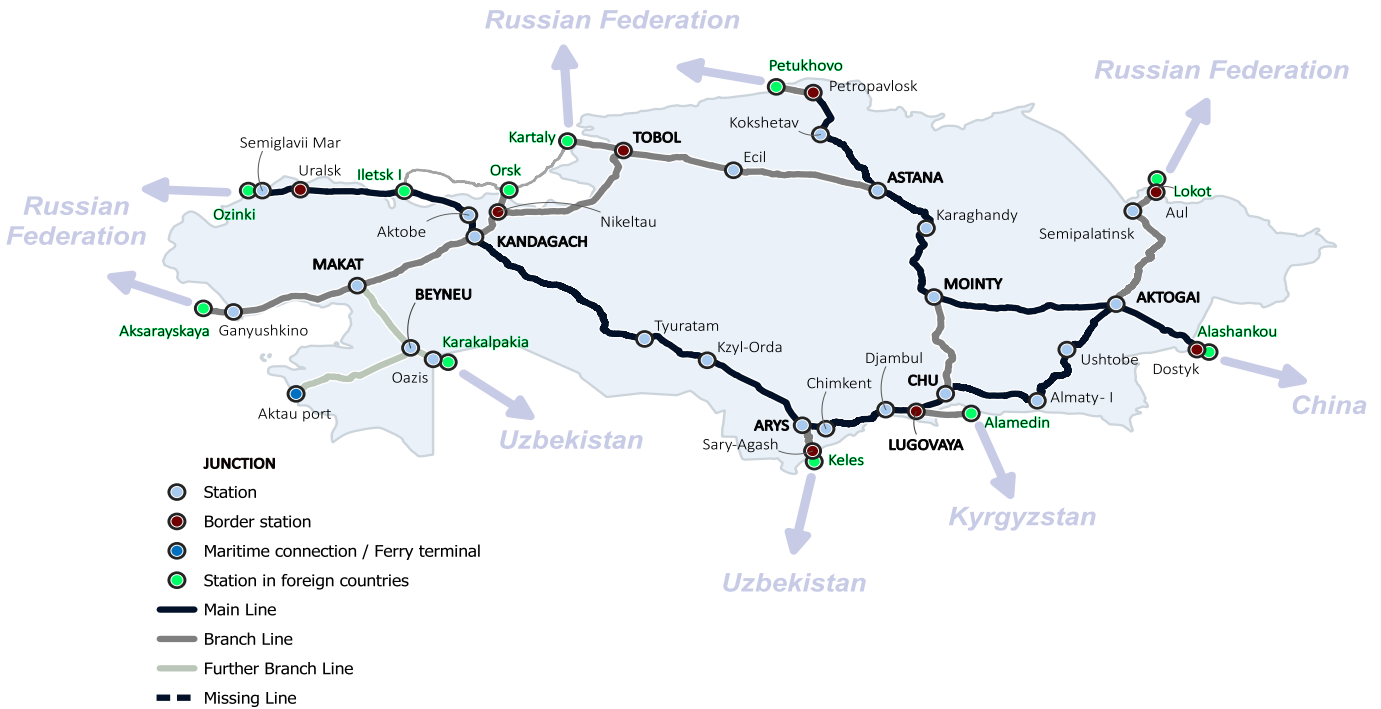 Russian Federation
Petukhovo
Russian Federation
Petropavlosk
Kokshetav
Kartaly
TOBOL
Semiglavii Mar
Ecil
Uralsk
Iletsk I
Orsk
ASTANA
Lokot
Russian
Federation
Ozinki
Aul
Karaghandy
Nikeltau
Aktobe
Semipalatinsk
KANDAGACH
MAKAT
MOINTY
BEYNEU
AKTOGAI
Aksarayskaya
Ganyushkino
Tyuratam
Alashankou
Karakalpakia
Kzyl-Orda
Djambul
Ushtobe
Dostyk
Oazis
Chimkent
CHU
Almaty- I
China
Aktau port
ARYS
Alamedin
Uzbekistan
Sary-Agash
LUGOVAYA
Keles
Kyrgyzstan
Uzbekistan
JUNCTION
Station
Border station
Maritime connection / Ferry terminal
Station in foreign countries
Main Line
Branch Line
Further Branch Line
Missing Line